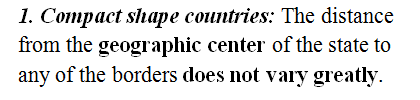 1. Compact shape countries: The distance
from the geographic center of the state to
any of the borders does not vary greatly.